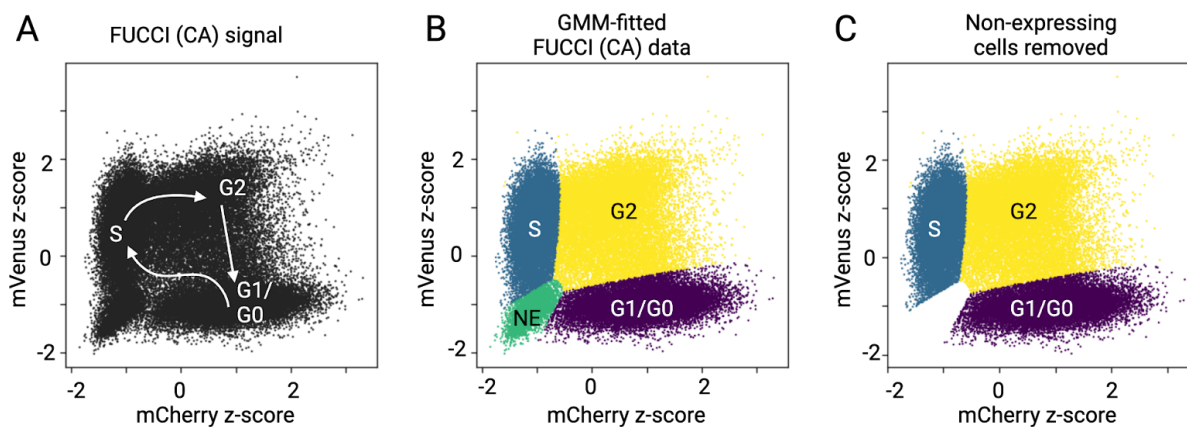 A
FUCCI (CA) signal
mVenus z-score
2
0
-2
S
G2
G1/
G0
-2
0
2
mCherry z-score
B
GMM-fitted
FUCCI (CA) data
mVenus z-score
2
0
-2
S
G2
NE
G1/G0
-2
0
2
mCherry z-score
C
Non-expressing
cells removed
mVenus z-score
2
0
-2
S
G2
G1/G0
-2
0
2
mCherry z-score